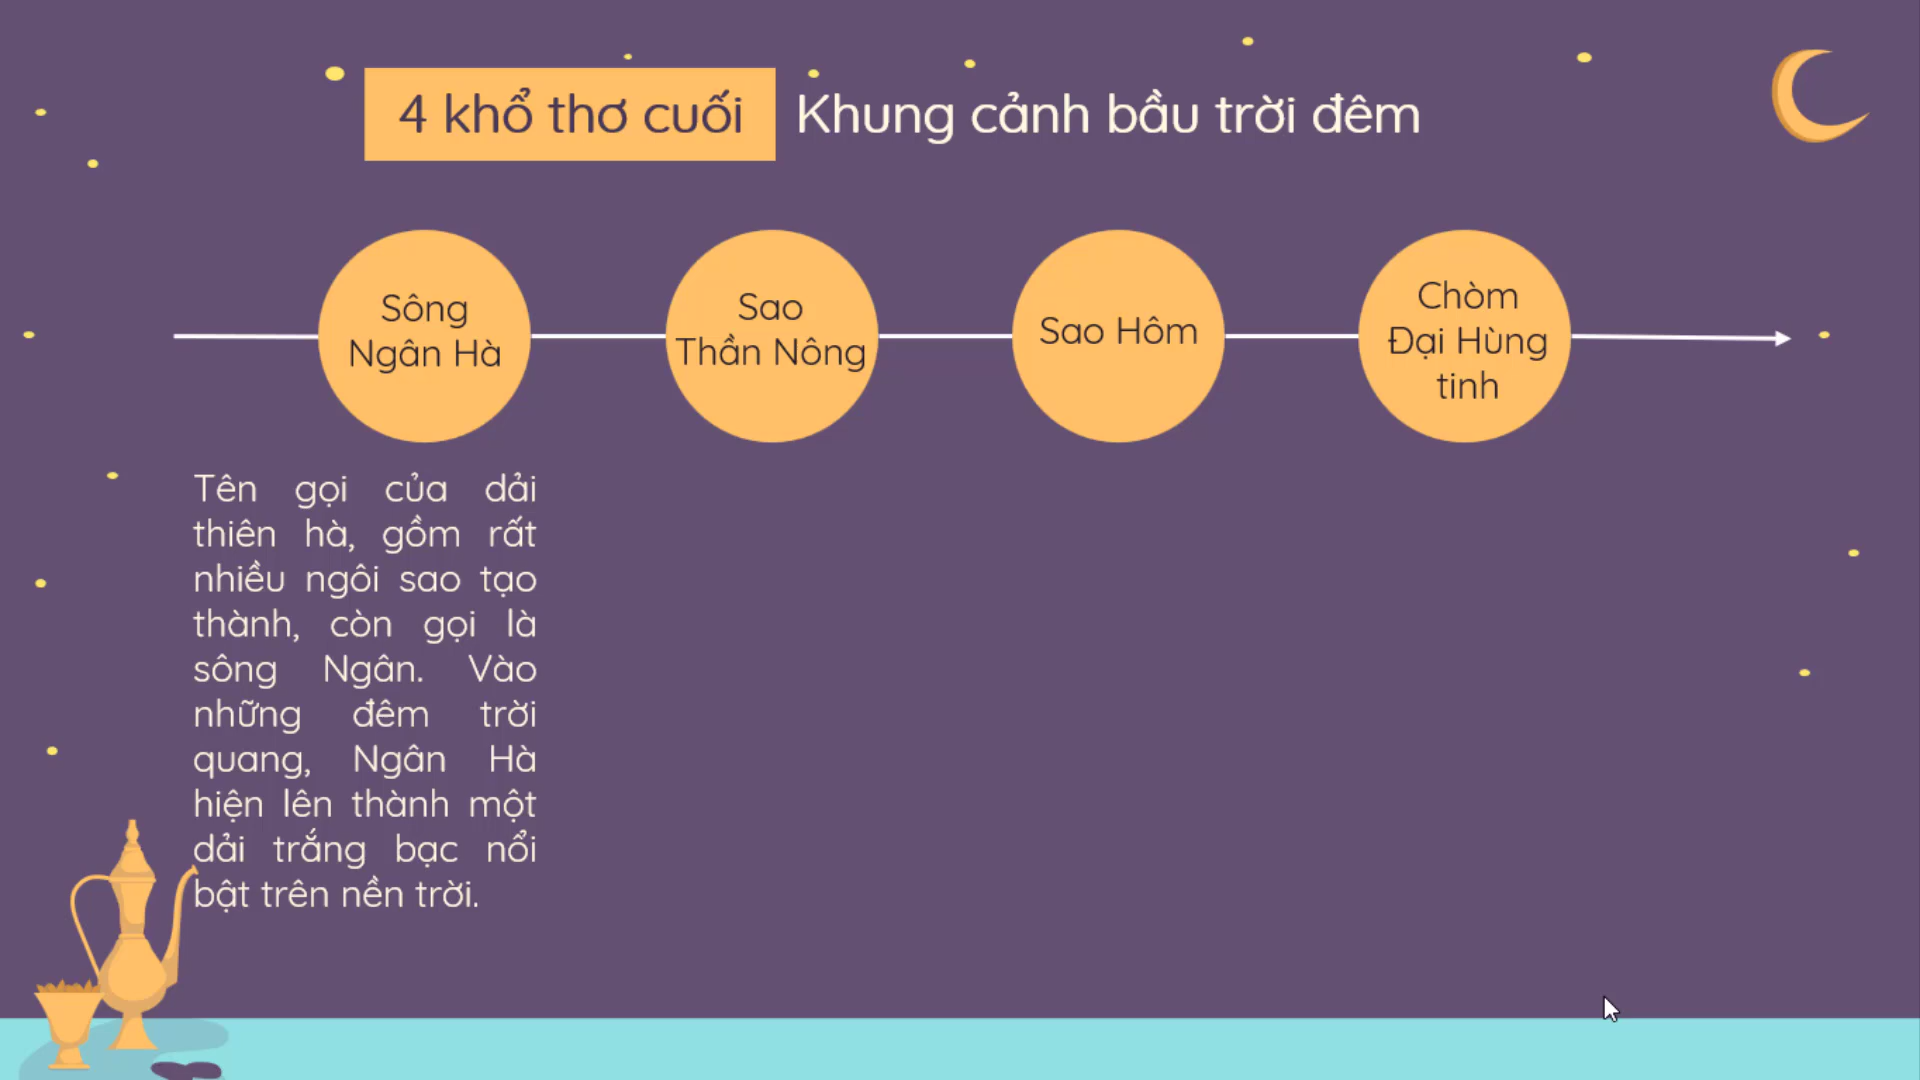 4 khổ thơ cuối Khung cảnh bầu trời đêm
Sông
Ngân Hà
Sao
Thần Nông
Sao Hôm
Chòm
Đại Hùng
tinh
Tên gọi của dải
thiên hà, gồm rất
nhiều ngôi sao tạo
thành, còn gọi là
sông Ngân. Vào
những đêm trời
quang, Ngân Hà
hiện lên thành một
dải trắng bạc nổi
bật trên nền trời.